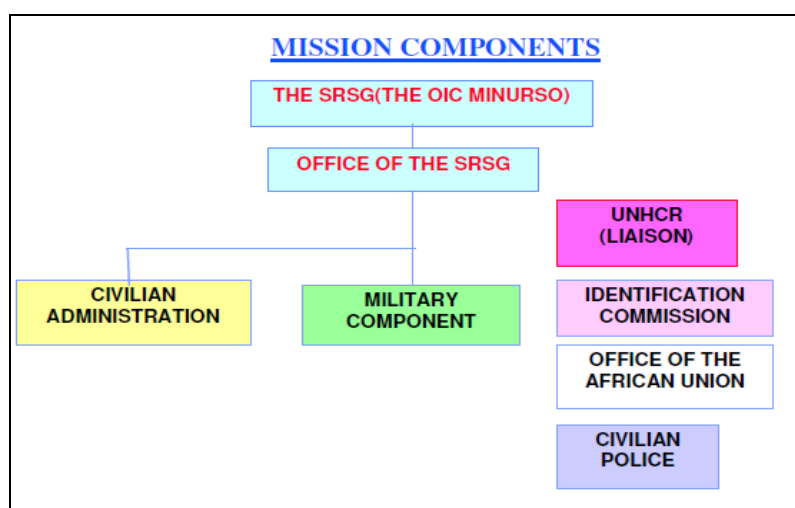 MISSION COMPONENTS
THE SRSG(THE OIC MINURSO)
OFFICE OF THE SRSG
UNHCR
(LIAISON)
CIVILIAN
ADMINISTRATION
MILITARY
COMPONENT
IDENTIFICATION
COMMISSION
OFFICE OF THE
AFRICAN UNION
CIVILIAN
POLICE